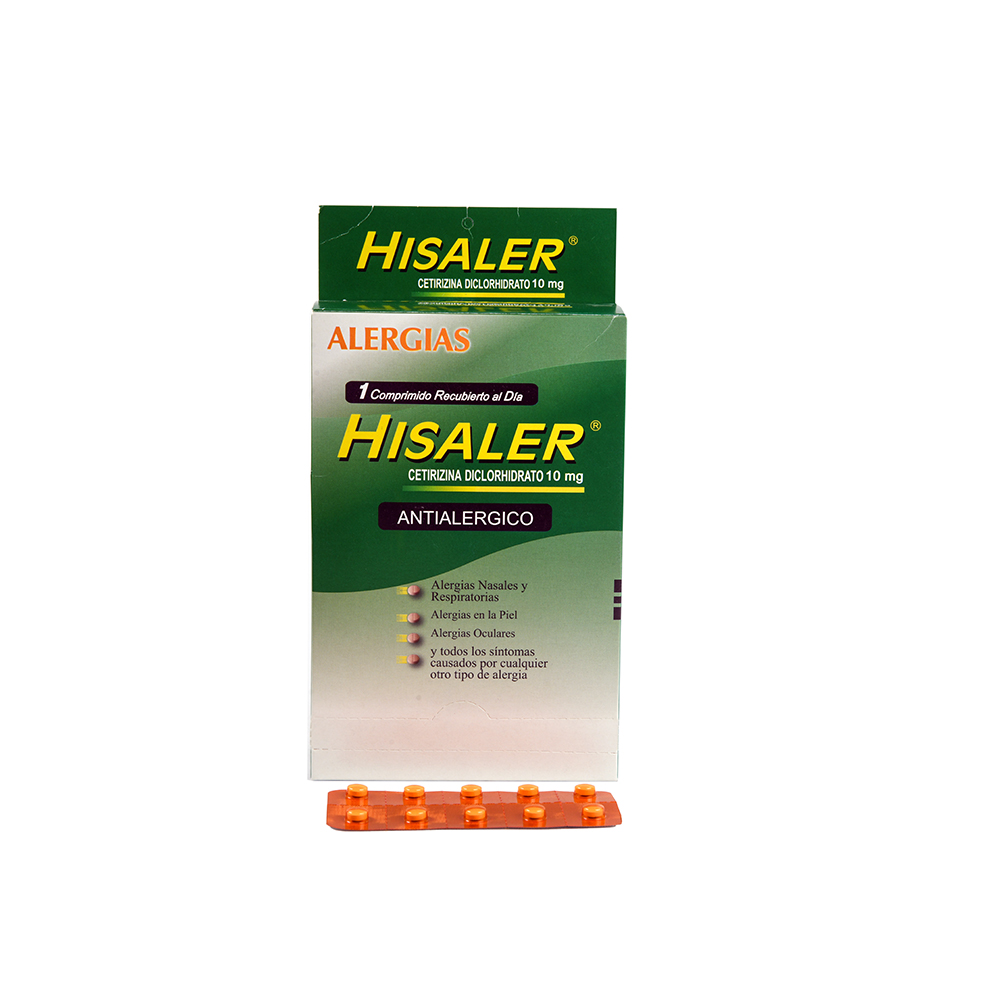 HISALER®
CETIRIZINA DICLORHIDRATO 10 mg
ALERGIAS
1 Comprimido Recubierto al Día
HISALER®
CETIRIZINA DICLORHIDRATO 10 mg
ANTIALERGICO
Alergias Nasales y
Respiratorias
Alergias en la Piel
Alergias Oculares
y todos los síntomas
causados por cualquier
otro tipo de alergia